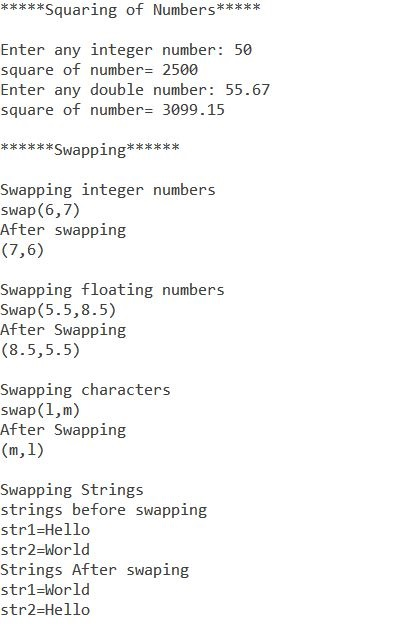 *****Squaring of Numbers*****
Enter any integer number: 50
square of number= 2500
Enter any double number: 55.67
square of number= 3099.15
******Swapping******
Swapping integer numbers
swap(6,7)
After swapping
(7,6)
Swapping floating numbers
Swap(5.5,8.5)
After Swapping
(8.5,5.5)
Swapping characters
swap(l,m)
After Swapping
(m,l)
Swapping Strings
strings before swapping
str1=Hello
str2=World
Strings After swaping
str1=World
str2=Hello